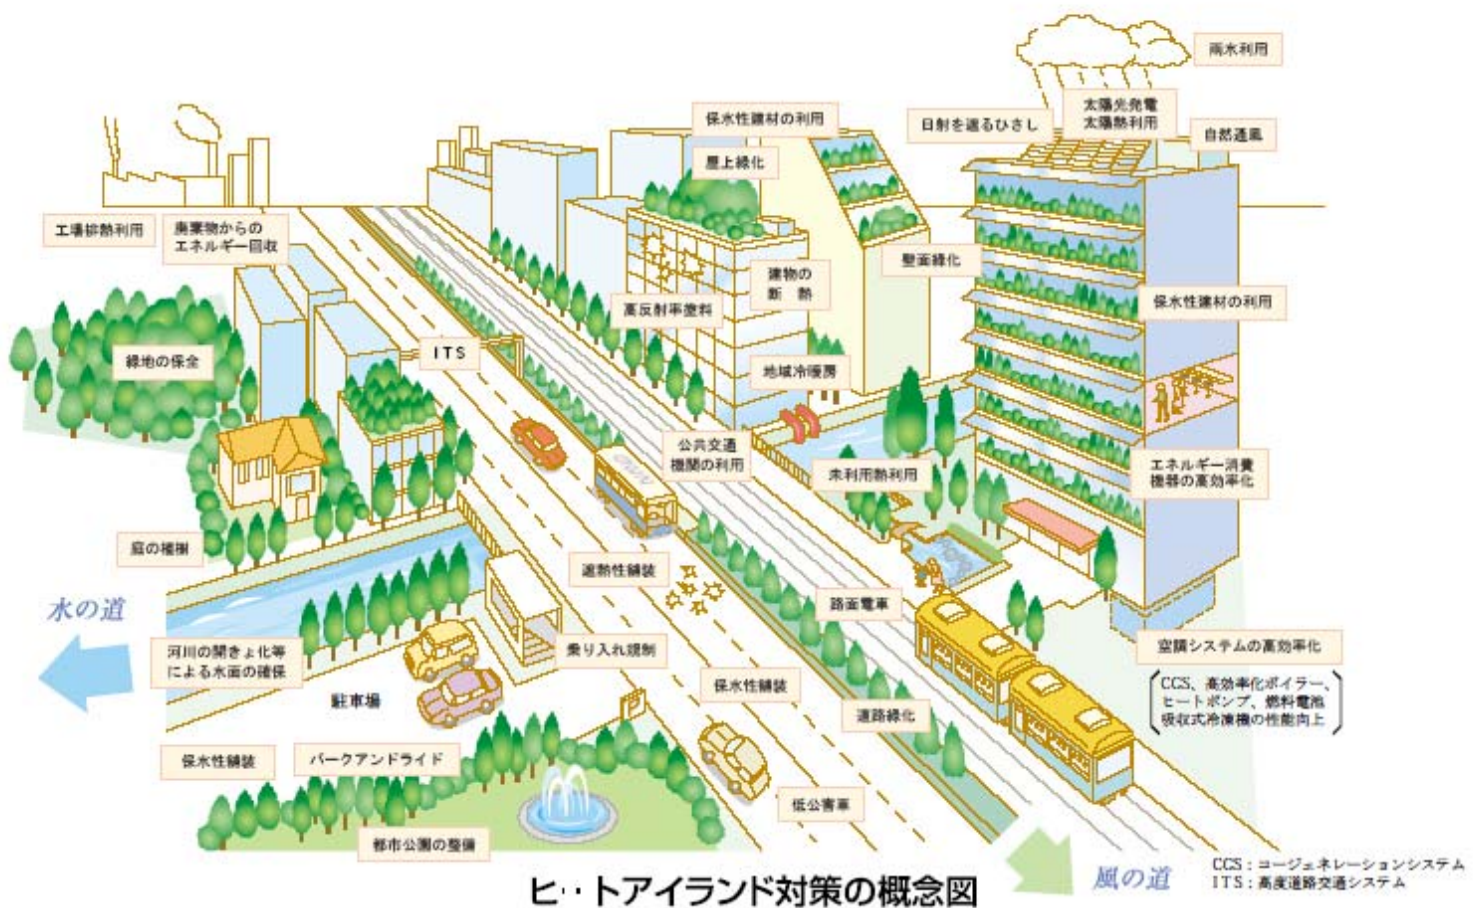 雨水利用
太陽光発電
太陽熱利用
日射を遮るひさし
自然通風
保水性建材の利用
屋上緑化
工場排熱利用
廃棄物からの
エネルギー回収
壁面緑化
建物の
断 熱
高反射率塗料
保水性建材の利用
緑地の保全
ITS
地域冷暖房
公共交通
機関の利用
未利用熱利用
エネルギー消費
機器の高効率化
庭の植樹
遮熱性舗装
水の道
路面電車
河川の開きょ化等
による水面の確保
乗り入れ規制
空調システムの高効率化
CCS、高効率化ボイラー、
ヒートポンプ、燃料電池
吸収式冷凍機の性能向上
駐車場
保水性舗装
道路緑化
保水性舗装
パークアンドライド
低公害車
都市公園の整備
風の道
CCS：コージェネレーションシステム
ITS：高度道路交通システム
ヒ‥トアイランド対策の概念図